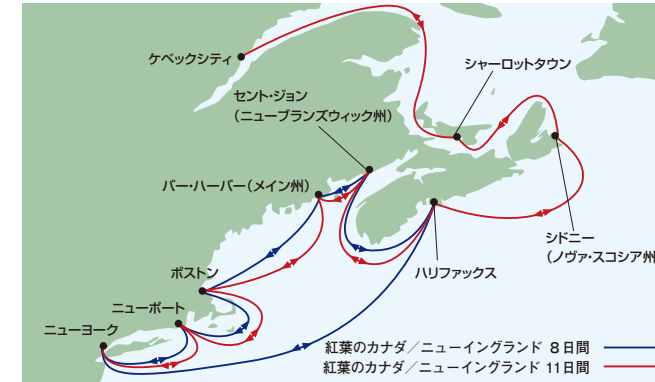 ケベックシティ
シャーロットタウン
セント・ジョン
（ニューブランズウィック州）
バー・ハーバー（メイン州）
シドニー
（ノヴァ・スコシア州
ハリファックス
ボストン
ニューポート
ニューヨーク
紅葉のカナダ／ニューイングランド 8日間
紅葉のカナダ／ニューイングランド 11日間